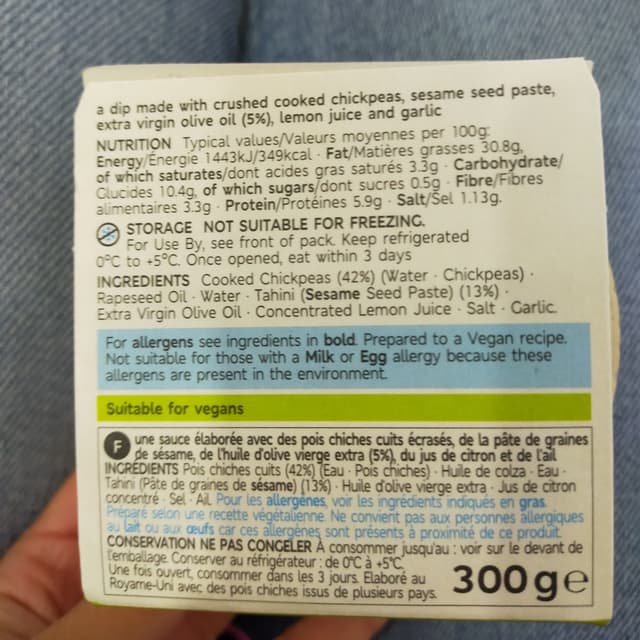 a dip made with crushed cooked chickpeas, sesame seed paste,
extra virgin olive oil (5%), lemon juice and garlic
NUTRITION Typical values/Valeurs moyennes per 100g:
Energy/Énergie 1443kJ/349kcal · Fat/Matières grasses 30.8g,
of which saturates/dont acides gras saturés 3.3g · Carbohydrate/
Glucides 10.4g, of which sugars/dont sucres 0.5g · Fibre/Fibres
alimentaires 3.3g · Protein/Protéines 5.9g · Salt/Sel 1.13g.
STORAGE NOT SUITABLE FOR FREEZING.
For Use By, see front of pack. Keep refrigerated
0°C to +5°C. Once opened, eat within 3 days
INGREDIENTS Cooked Chickpeas (42%) (Water · Chickpeas) ·
Rapeseed Oil · Water · Tahini (Sesame Seed Paste) (13%) ·
Extra Virgin Olive Oil · Concentrated Lemon Juice · Salt · Garlic.
For allergens see ingredients in bold. Prepared to a Vegan recipe.
Not suitable for those with a Milk or Egg allergy because these
allergens are present in the environment.
Suitable for vegans
F une sauce élaborée avec des pois chiches cuits écrasés, de la pâte de graines
de sésame, de l'huile d'olive vierge extra (5%), du jus de citron et de l'ail
INGRÉDIENTS Pois chiches cuits (42%) (Eau · Pois chiches) · Huile de colza · Eau ·
Tahini (Pâte de graines de sésame) (13%) · Huile d'olive vierge extra · Jus de citron
concentré · Sel · Ail. Pour les allergènes, voir les ingrédients indiqués en gras.
Préparé selon une recette végétalienne. Ne convient pas aux personnes allergiques
au lait ou aux œufs car ces allergènes sont présents à proximité de ce produit.
CONSERVATION NE PAS CONGELER À consommer jusqu'au : voir sur le devant de
l'emballage. Conserver au réfrigérateur : de 0°C à +5°C.
Une fois ouvert, consommer dans les 3 jours. Élaboré au
Royaume-Uni avec des pois chiches issus de plusieurs pays.
300g e